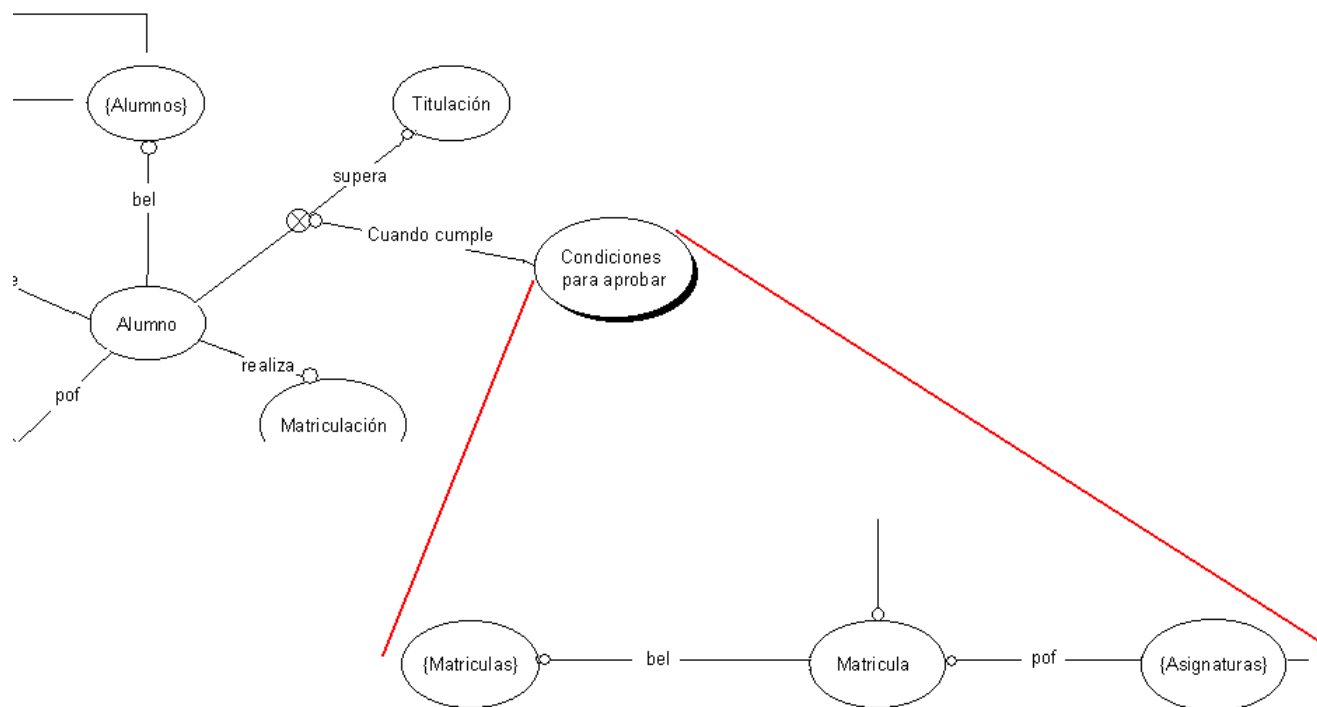 {Alumnos}
Titulación
supera
bel
Cuando cumple
Condiciones
para aprobar
e
Alumno
realiza
pof
Matriculación
{Matriculas}
bel
Matricula
pof
{Asignaturas}